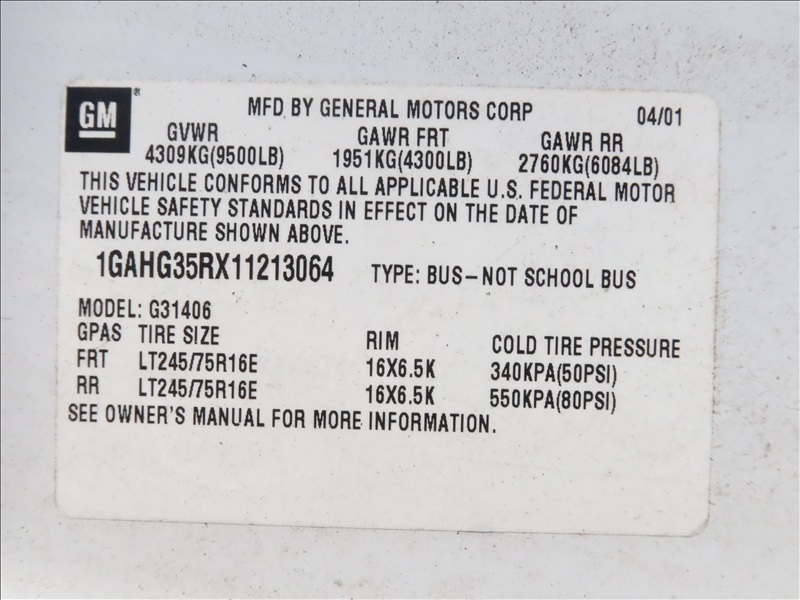 GM ®
MFD BY GENERAL MOTORS CORP 04/01
GVWR GAWR FRT GAWR RR
4309KG(9500LB) 1951KG(4300LB) 2760KG(6084LB)
THIS VEHICLE CONFORMS TO ALL APPLICABLE U.S. FEDERAL MOTOR
VEHICLE SAFETY STANDARDS IN EFFECT ON THE DATE OF
MANUFACTURE SHOWN ABOVE.
1GAHG35RX11213064 TYPE: BUS-NOT SCHOOL BUS
MODEL: G31406
GPAS TIRE SIZE RIM COLD TIRE PRESSURE
FRT LT245/75R16E 16X6.5K 340KPA(50PSI)
RR LT245/75R16E 16X6.5K 550KPA(80PSI)
SEE OWNER'S MANUAL FOR MORE INFORMATION.